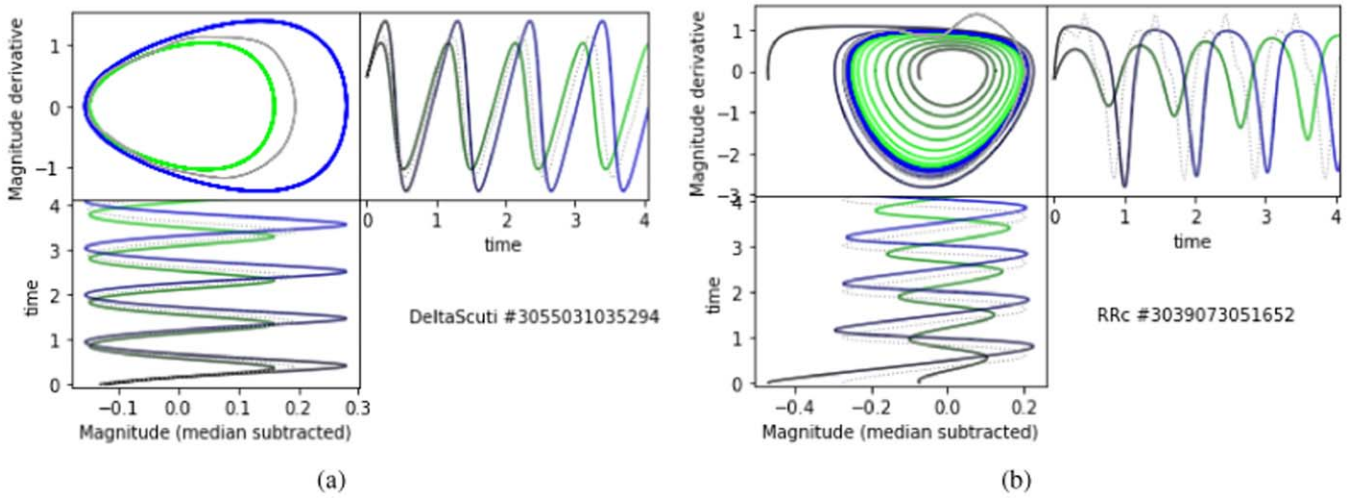 Magnitude derivative
1
0
−1
4
3
2
1
0
time
−0.1 0.0 0.1 0.2 0.3
Magnitude (median subtracted)
0 1 2 3 4
time
DeltaScuti #3055031035294
(a)
Magnitude derivative
1
0
−1
−2
−3
4
3
2
1
0
time
−0.4 −0.2 0.0 0.2
Magnitude (median subtracted)
0 1 2 3 4
time
RRc #3039073051652
(b)